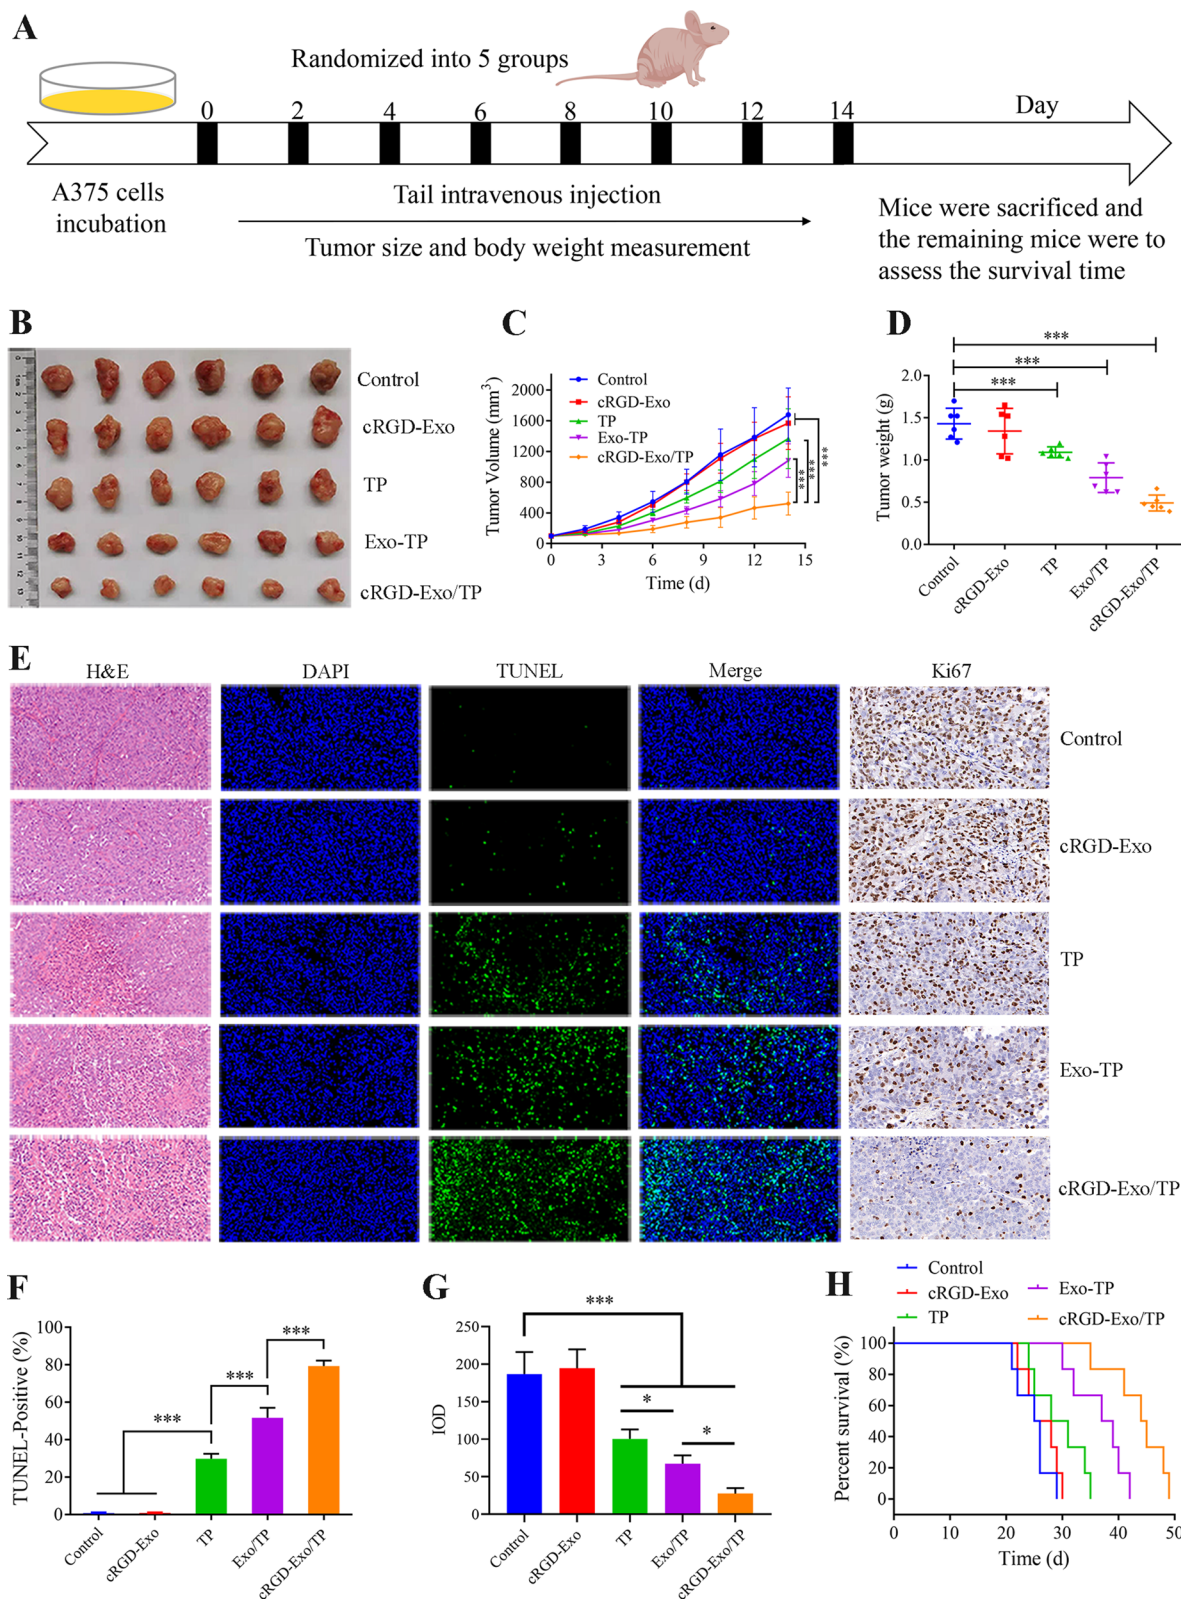 A
Randomized into 5 groups
0 2 4 6 8 10 12 14 Day
A375 cells
incubation
Tail intravenous injection
Tumor size and body weight measurement
Mice were sacrificed and
the remaining mice were to
assess the survival time
B
Control
cRGD-Exo
TP
Exo-TP
cRGD-Exo/TP
C
Control
cRGD-Exo
TP
Exo-TP
cRGD-Exo/TP
Tumor Volume (mm³)
2000
1600
1200
800
400
0
0 3 6 9 12 15
Time (d)
***
***
***
D
***
***
***
Tumor weight (g)
2.0
1.5
1.0
0.5
0.0
Control
cRGD-Exo
TP
Exo/TP
cRGD-Exo/TP
E
H&E DAPI TUNEL Merge Ki67
Control
cRGD-Exo
TP
Exo-TP
cRGD-Exo/TP
F
TUNEL-Positive (%)
100
80
60
40
20
0
***
***
***
Control
cRGD-Exo
TP
Exo/TP
cRGD-Exo/TP
G
IOD
250
200
150
100
50
0
***
*
*
Control
cRGD-Exo
TP
Exo/TP
cRGD-Exo/TP
H
Control
cRGD-Exo
TP
Exo-TP
cRGD-Exo/TP
Percent survival (%)
100
80
60
40
20
0
0 10 20 30 40 50
Time (d)